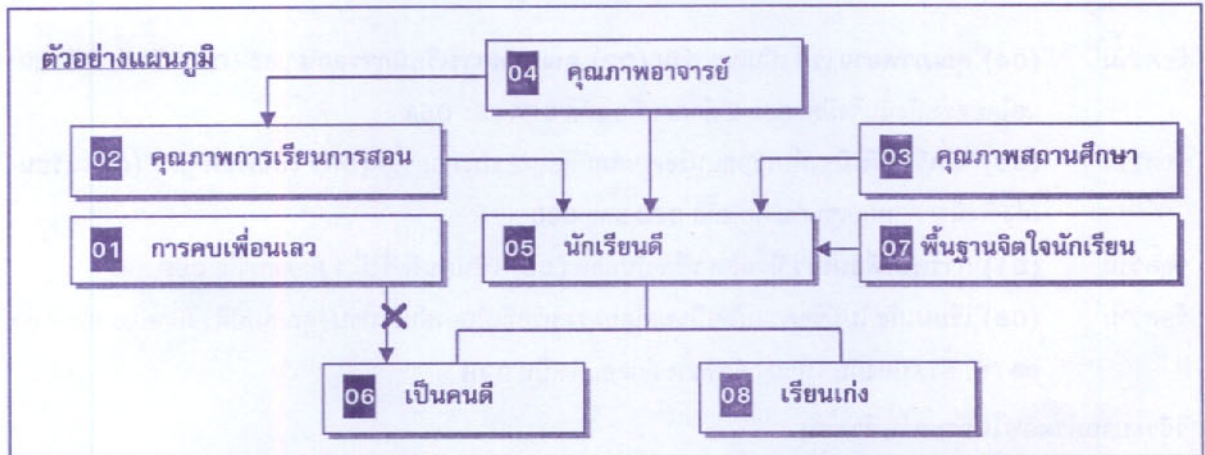 ตัวอย่างแผนภูมิ
04 คุณภาพอาจารย์
02 คุณภาพการเรียนการสอน
03 คุณภาพสถานศึกษา
01 การคบเพื่อนเลว
05 นักเรียนดี
07 พื้นฐานจิตใจนักเรียน
06 เป็นคนดี
08 เรียนเก่ง